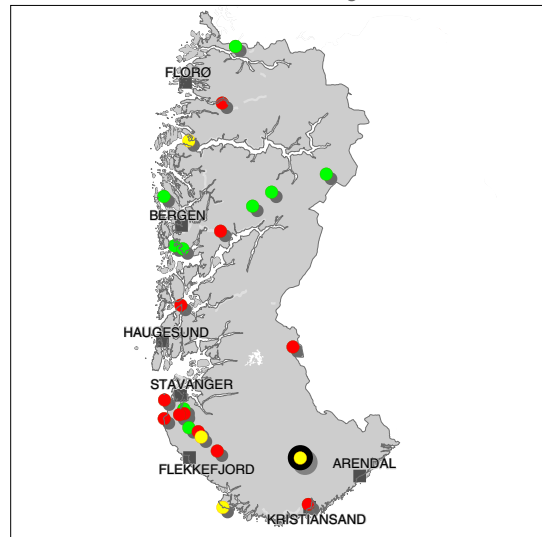 FLORØ
BERGEN
HAUGESUND
STAVANGER
FLEKKEFJORD
ARENDAL
KRISTIANSAND